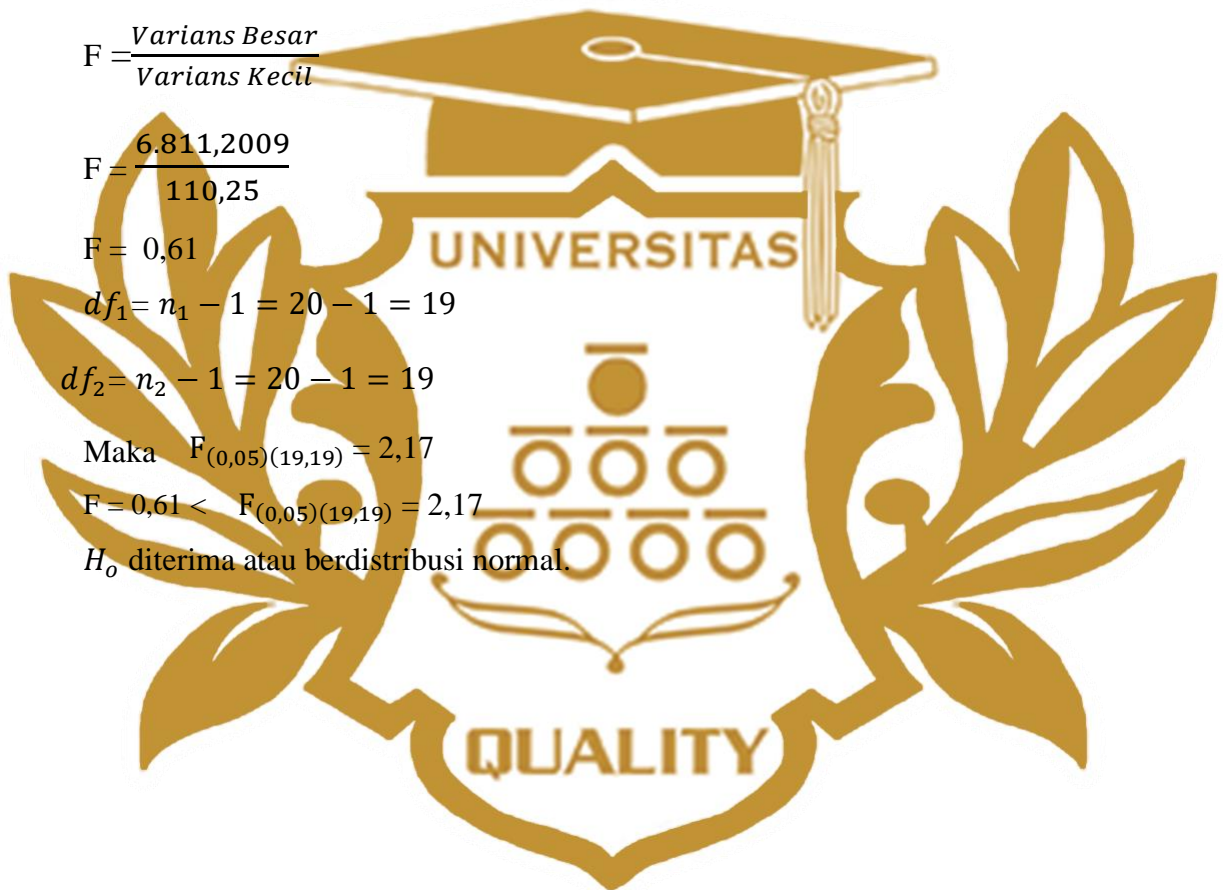 F = Varians Besar / Varians Kecil
F = 6.811,2009 / 110,25
F = 0,61
df₁ = n₁ − 1 = 20 − 1 = 19
df₂ = n₂ − 1 = 20 − 1 = 19
Maka F₍₀,₀₅₎₍₁₉,₁₉₎ = 2,17
F = 0,61 < F₍₀,₀₅₎₍₁₉,₁₉₎ = 2,17
Hₒ diterima atau berdistribusi normal.
UNIVERSITAS
QUALITY